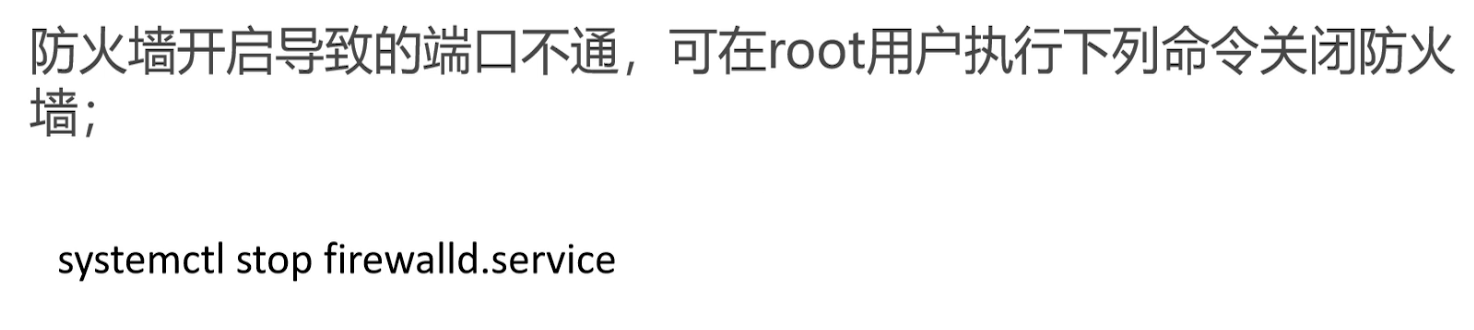 防火墙开启导致的端口不通，可在root用户执行下列命令关闭防火
墙；
systemctl stop firewalld.service